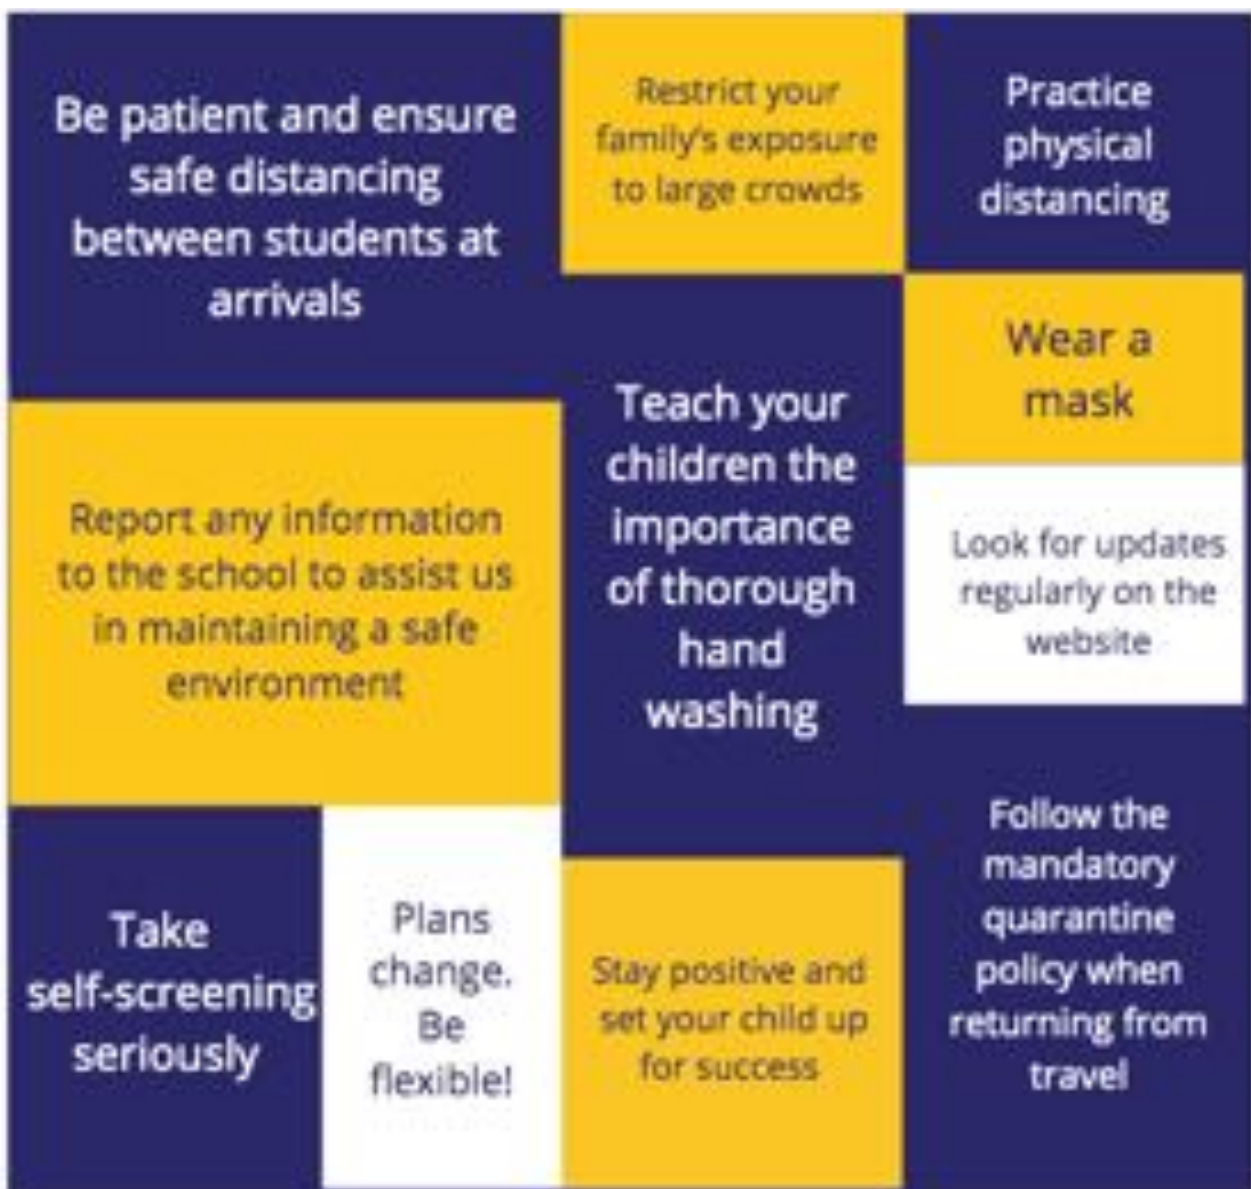 Be patient and ensure
safe distancing
between students at
arrivals
Restrict your
family's exposure
to large crowds
Practice
physical
distancing
Wear a
mask
Report any information
to the school to assist us
in maintaining a safe
environment
Teach your
children the
importance
of thorough
hand
washing
Look for updates
regularly on the
website
Take
self-screening
seriously
Plans
change.
Be
flexible!
Stay positive and
set your child up
for success
Follow the
mandatory
quarantine
policy when
returning from
travel